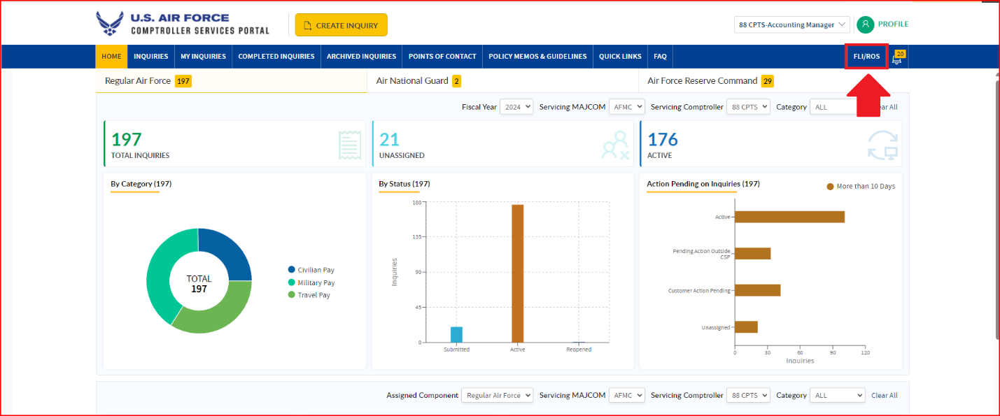 U.S. AIR FORCE
COMPTROLLER SERVICES PORTAL
CREATE INQUIRY
88 CPTS-Accounting Manager
PROFILE
HOME INQUIRIES MY INQUIRIES COMPLETED INQUIRIES ARCHIVED INQUIRIES POINTS OF CONTACT POLICY MEMOS & GUIDELINES QUICK LINKS FAQ FLI/ROS 20
Regular Air Force 197 Air National Guard 2 Air Force Reserve Command 29
Fiscal Year 2024 Servicing MAJCOM AFMC Servicing Comptroller 88 CPTS Category ALL ear All
197
TOTAL INQUIRIES
21
UNASSIGNED
176
ACTIVE
By Category (197)
TOTAL
197
Civilian Pay
Military Pay
Travel Pay
By Status (197)
180
135
90
45
0
Inquiries
Submitted Active Reopened
Action Pending on Inquiries (197)
More than 10 Days
Active
Pending Action Outside
CSP
Customer Action Pending
Unassigned
0 30 60 90 120
Inquiries
Assigned Component Regular Air Force Servicing MAJCOM AFMC Servicing Comptroller 88 CPTS Category ALL Clear All